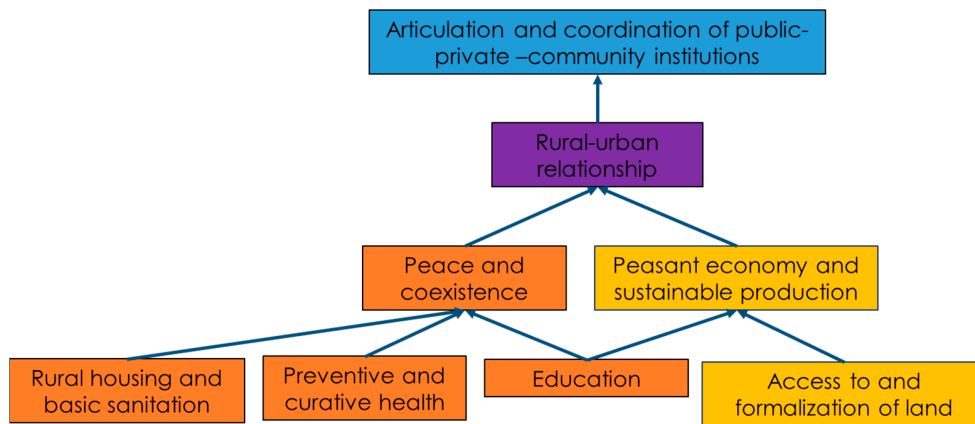 Articulation and coordination of public-
private –community institutions
Rural-urban
relationship
Peace and
coexistence
Peasant economy and
sustainable production
Rural housing and
basic sanitation
Preventive and
curative health
Education
Access to and
formalization of land